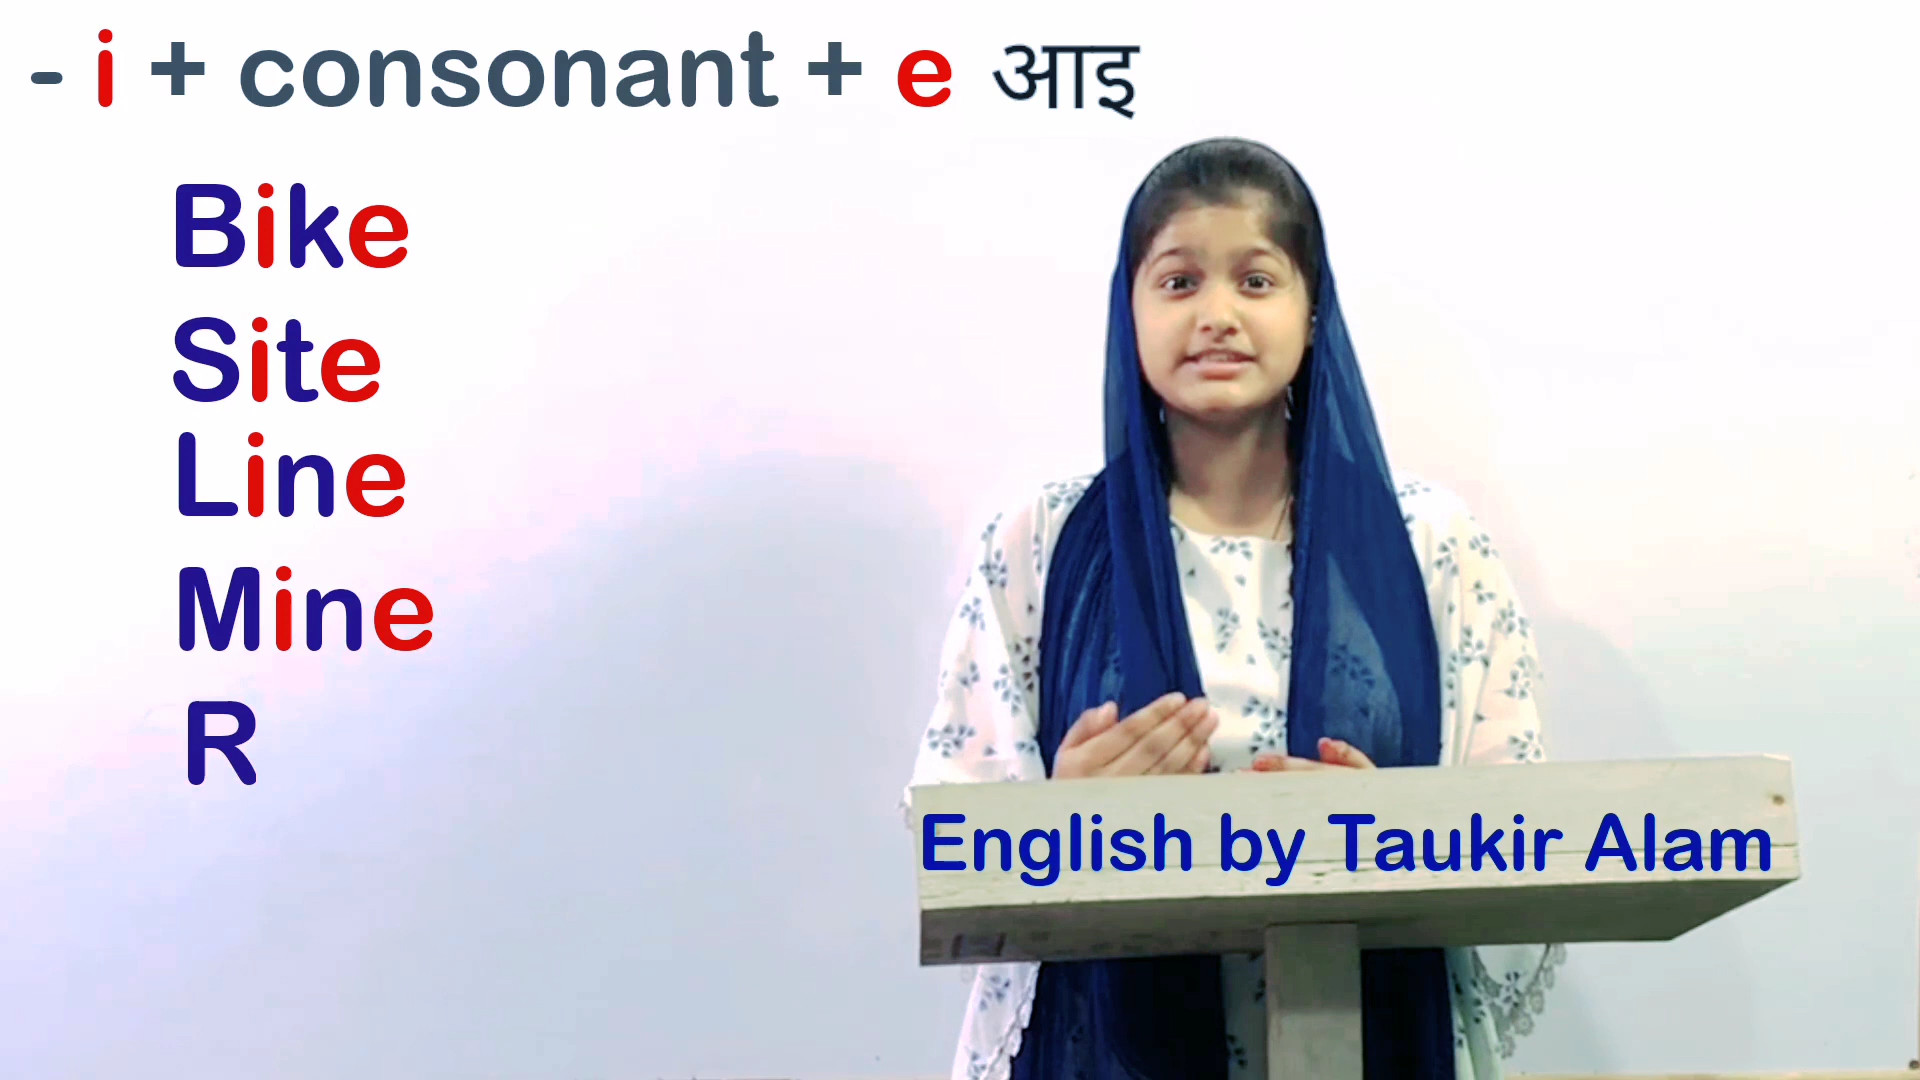 - i + consonant + e आइ
Bike
Site
Line
Mine
R
English by Taukir Alam